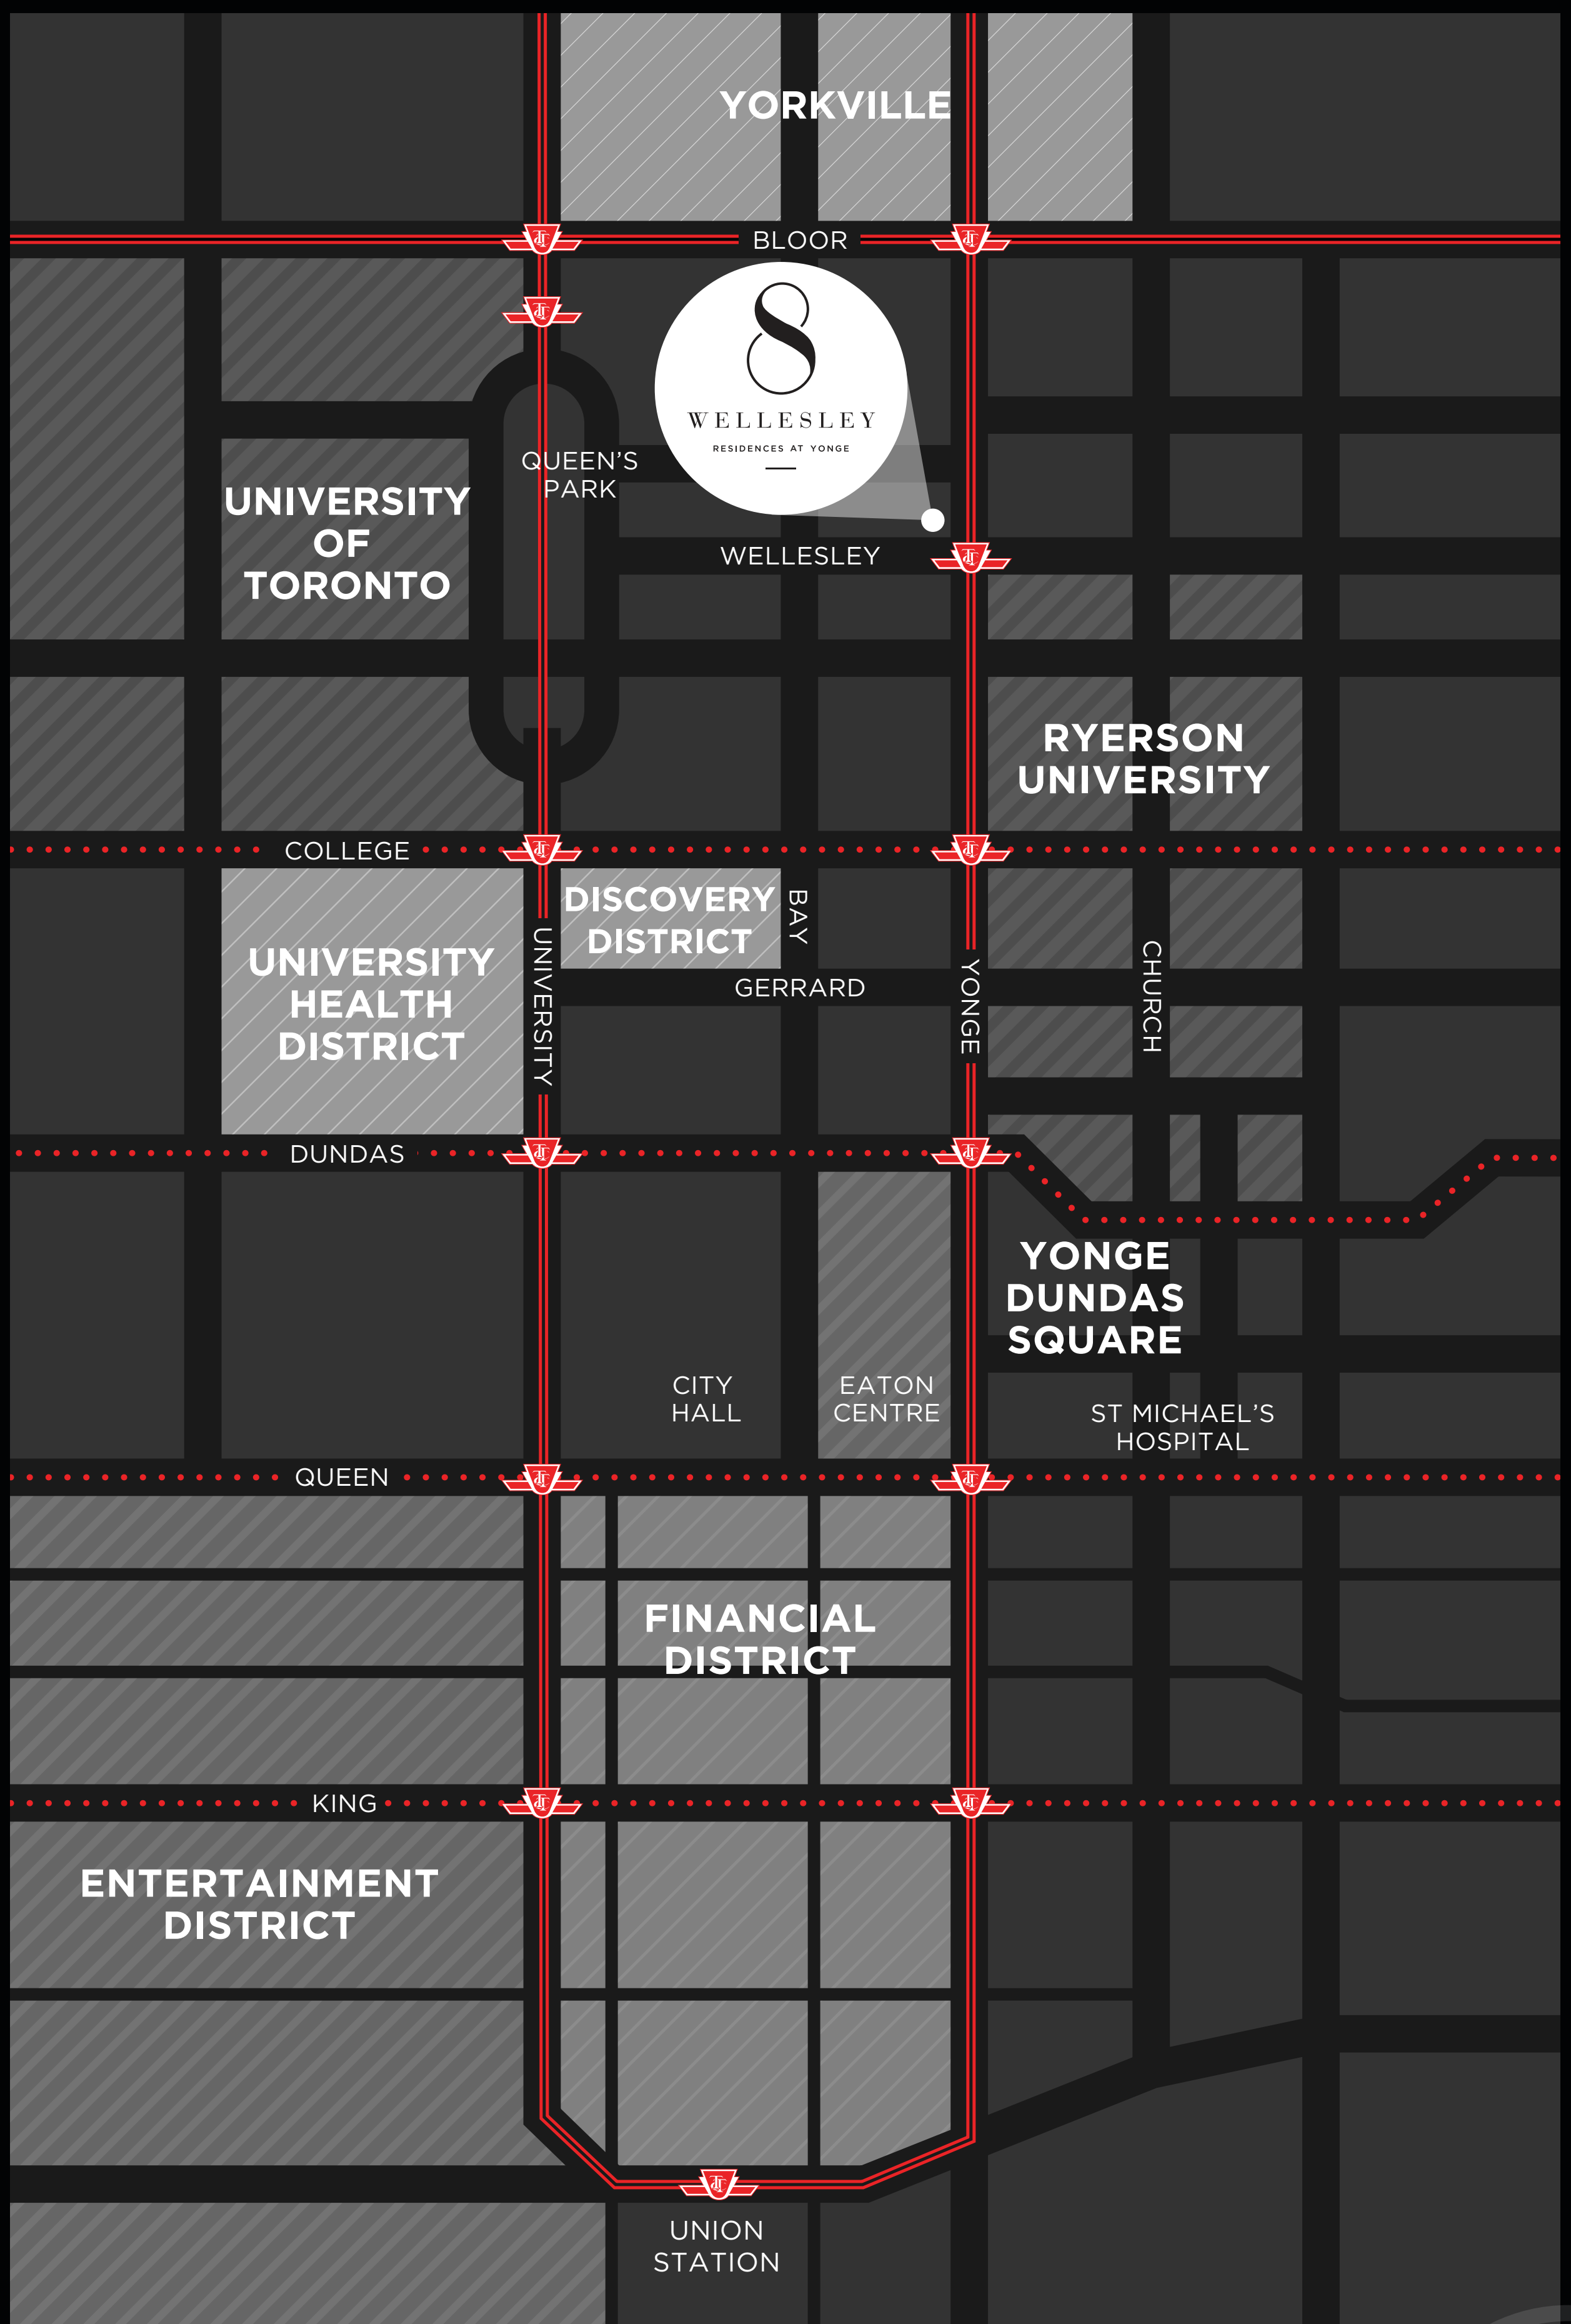 YORKVILLE
BLOOR
8
WELLESLEY
RESIDENCES AT YONGE
QUEEN’S
PARK
UNIVERSITY
OF
TORONTO
WELLESLEY
RYERSON
UNIVERSITY
COLLEGE
DISCOVERY
DISTRICT
BAY
UNIVERSITY
HEALTH
DISTRICT
UNIVERSITY
GERRARD
YONGE
CHURCH
DUNDAS
YONGE
DUNDAS
SQUARE
CITY
HALL
EATON
CENTRE
ST MICHAEL’S
HOSPITAL
QUEEN
FINANCIAL
DISTRICT
KING
ENTERTAINMENT
DISTRICT
UNION
STATION